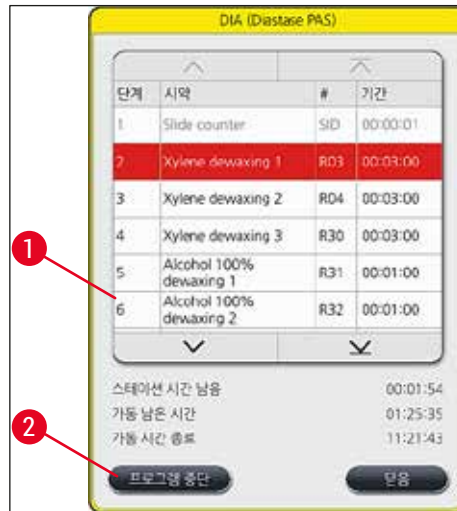 DIA (Diastase PAS)
단계 시약 # 기간
1 Slide counter SID 00:00:01
2 Xylene dewaxing 1 R03 00:03:00
3 Xylene dewaxing 2 R04 00:03:00
4 Xylene dewaxing 3 R30 00:03:00
5 Alcohol 100% dewaxing 1 R31 00:01:00
6 Alcohol 100% dewaxing 2 R32 00:01:00
1
스테이션 시간 남음 00:01:54
가동 남은 시간 01:25:35
가동 시간 종료 11:21:43
2
프로그램 중단 닫음